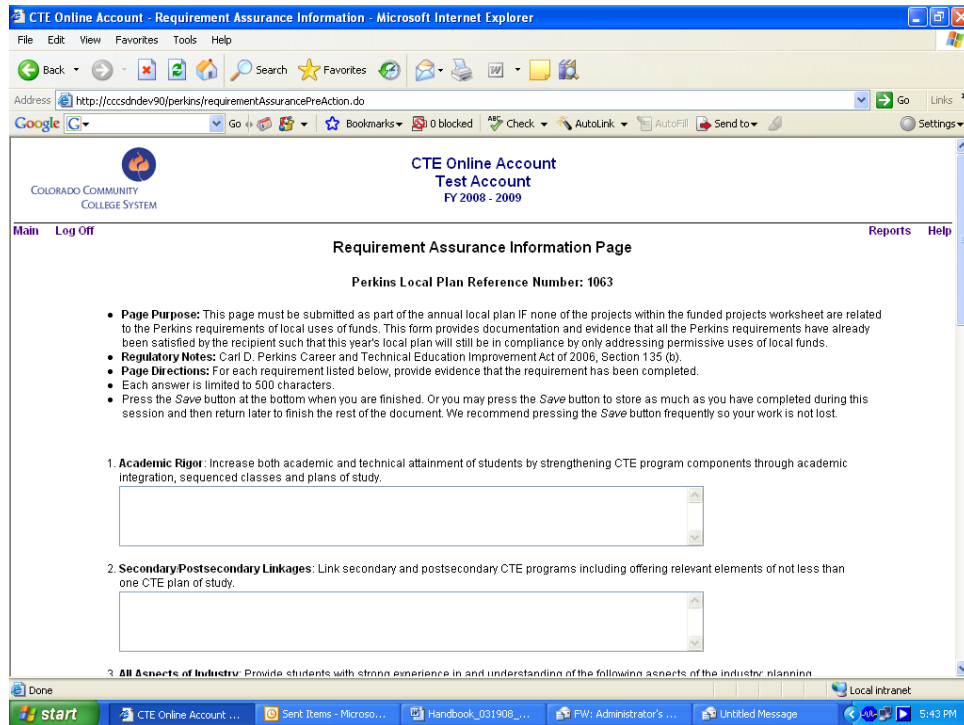 CTE Online Account - Requirement Assurance Information - Microsoft Internet Explorer
File Edit View Favorites Tools Help
Back Search Favorites
Address http://cccsdndev90/perkins/requirementAssurancePreAction.do Go Links
Google G Go Bookmarks 0 blocked ABC Check AutoLink AutoFill Send to Settings
COLORADO COMMUNITY
COLLEGE SYSTEM
CTE Online Account
Test Account
FY 2008 - 2009
Main Log Off Reports Help
Requirement Assurance Information Page
Perkins Local Plan Reference Number: 1063
• Page Purpose: This page must be submitted as part of the annual local plan IF none of the projects within the funded projects worksheet are related
to the Perkins requirements of local uses of funds. This form provides documentation and evidence that all the Perkins requirements have already
been satisfied by the recipient such that this year's local plan will still be in compliance by only addressing permissive uses of local funds.
• Regulatory Notes: Carl D. Perkins Career and Technical Education Improvement Act of 2006, Section 135 (b).
• Page Directions: For each requirement listed below, provide evidence that the requirement has been completed.
• Each answer is limited to 500 characters.
• Press the Save button at the bottom when you are finished. Or you may press the Save button to store as much as you have completed during this
session and then return later to finish the rest of the document. We recommend pressing the Save button frequently so your work is not lost.
1. Academic Rigor: Increase both academic and technical attainment of students by strengthening CTE program components through academic
integration, sequenced classes and plans of study.
2. Secondary/Postsecondary Linkages: Link secondary and postsecondary CTE programs including offering relevant elements of not less than
one CTE plan of study.
3. All Aspects of Industry: Provide students with strong experience in and understanding of the following aspects of the industry: planning
Done Local intranet
start CTE Online Account ... Sent Items - Microso... Handbook_031908_... FW: Administrator's ... Untitled Message 5:43 PM